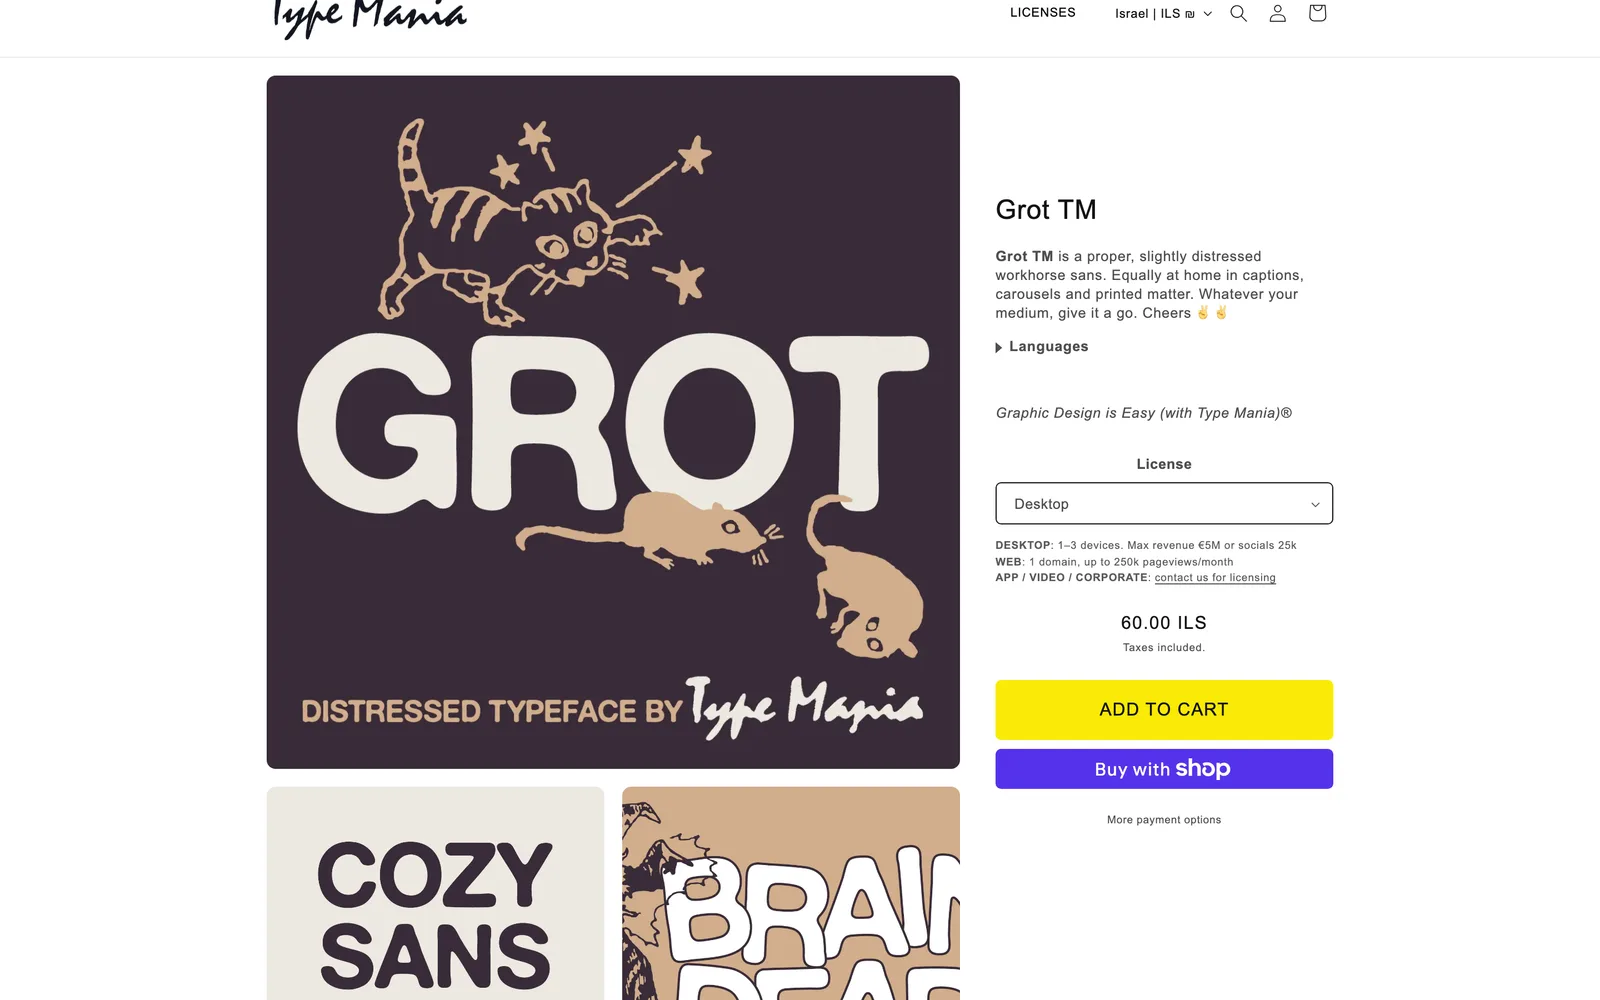 Type Mania
LICENSES
Israel | ILS ₪
GROT
DISTRESSED TYPEFACE BY Type Mania
Grot TM
Grot TM is a proper, slightly distressed
workhorse sans. Equally at home in captions,
carousels and printed matter. Whatever your
medium, give it a go. Cheers ✌️ ✌️
Languages
Graphic Design is Easy (with Type Mania)®
License
Desktop
DESKTOP: 1–3 devices. Max revenue €5M or socials 25k
WEB: 1 domain, up to 250k pageviews/month
APP / VIDEO / CORPORATE: contact us for licensing
60.00 ILS
Taxes included.
ADD TO CART
Buy with shop
More payment options
COZY
SANS
BRAIN
DEAD